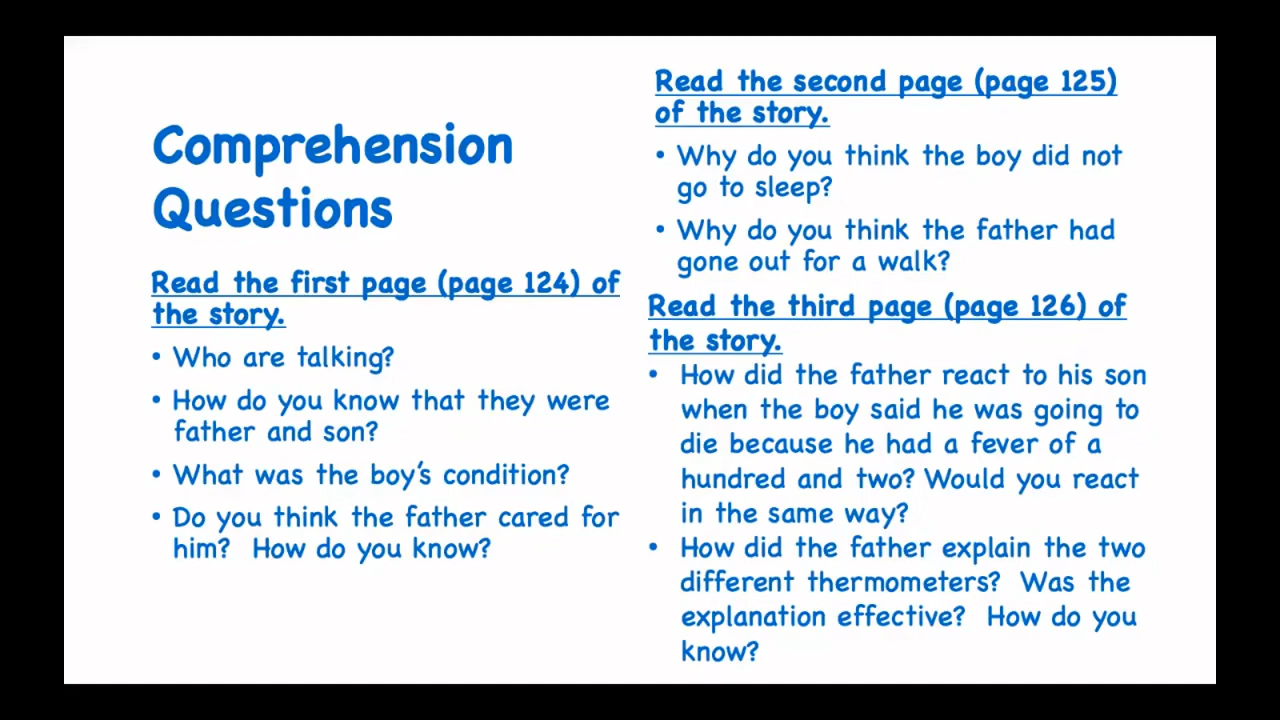 Comprehension
Questions
Read the first page (page 124) of
the story.
• Who are talking?
• How do you know that they were
father and son?
• What was the boy's condition?
• Do you think the father cared for
him? How do you know?
Read the second page (page 125)
of the story.
• Why do you think the boy did not
go to sleep?
• Why do you think the father had
gone out for a walk?
Read the third page (page 126) of
the story.
• How did the father react to his son
when the boy said he was going to
die because he had a fever of a
hundred and two? Would you react
in the same way?
• How did the father explain the two
different thermometers? Was the
explanation effective? How do you
know?